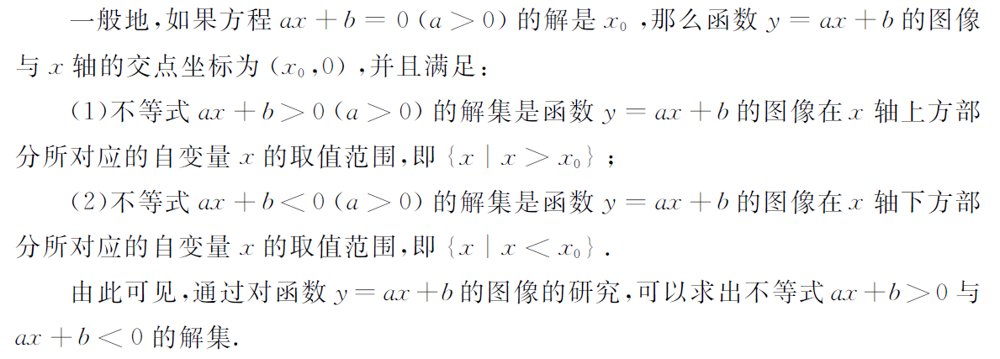 一般地,如果方程 ax + b = 0 (a > 0) 的解是 x₀ ,那么函数 y = ax + b 的图像
与 x 轴的交点坐标为 (x₀,0) ,并且满足:
(1)不等式 ax + b > 0 (a > 0) 的解集是函数 y = ax + b 的图像在 x 轴上方部
分所对应的自变量 x 的取值范围,即 {x | x > x₀} ;
(2)不等式 ax + b < 0 (a > 0) 的解集是函数 y = ax + b 的图像在 x 轴下方部
分所对应的自变量 x 的取值范围,即 {x | x < x₀} .
由此可见,通过对函数 y = ax + b 的图像的研究,可以求出不等式 ax + b > 0 与
ax + b < 0 的解集.